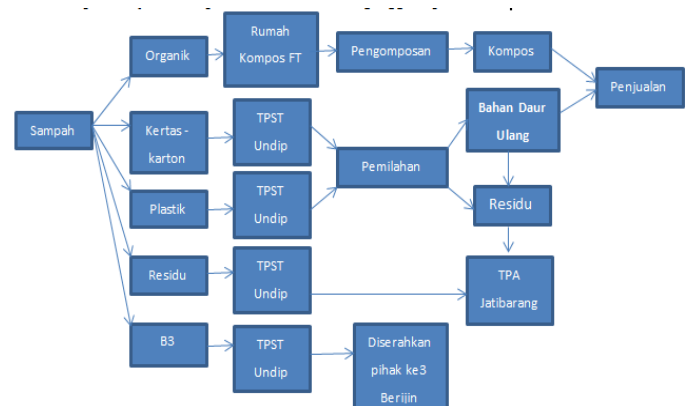 Organik
Rumah
Kompos FT
Pengomposan
Kompos
Penjualan
Sampah
Kertas -
karton
TPST
Undip
Pemilahan
Bahan Daur
Ulang
Plastik
TPST
Undip
Residu
Residu
TPST
Undip
TPA
Jatibarang
B3
TPST
Undip
Diserahkan
pihak ke3
Berijin